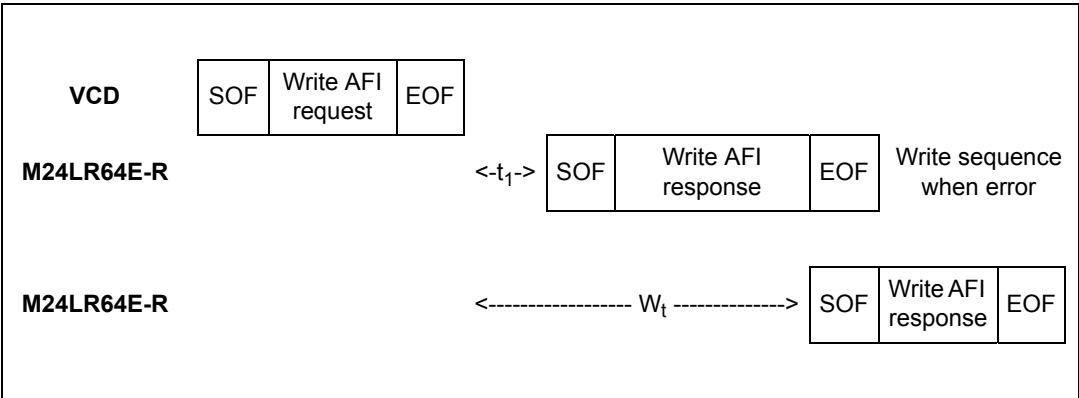 VCD SOF Write AFI request EOF
M24LR64E-R <-t1-> SOF Write AFI response EOF Write sequence when error
M24LR64E-R <------------------ Wt --------------> SOF Write AFI response EOF